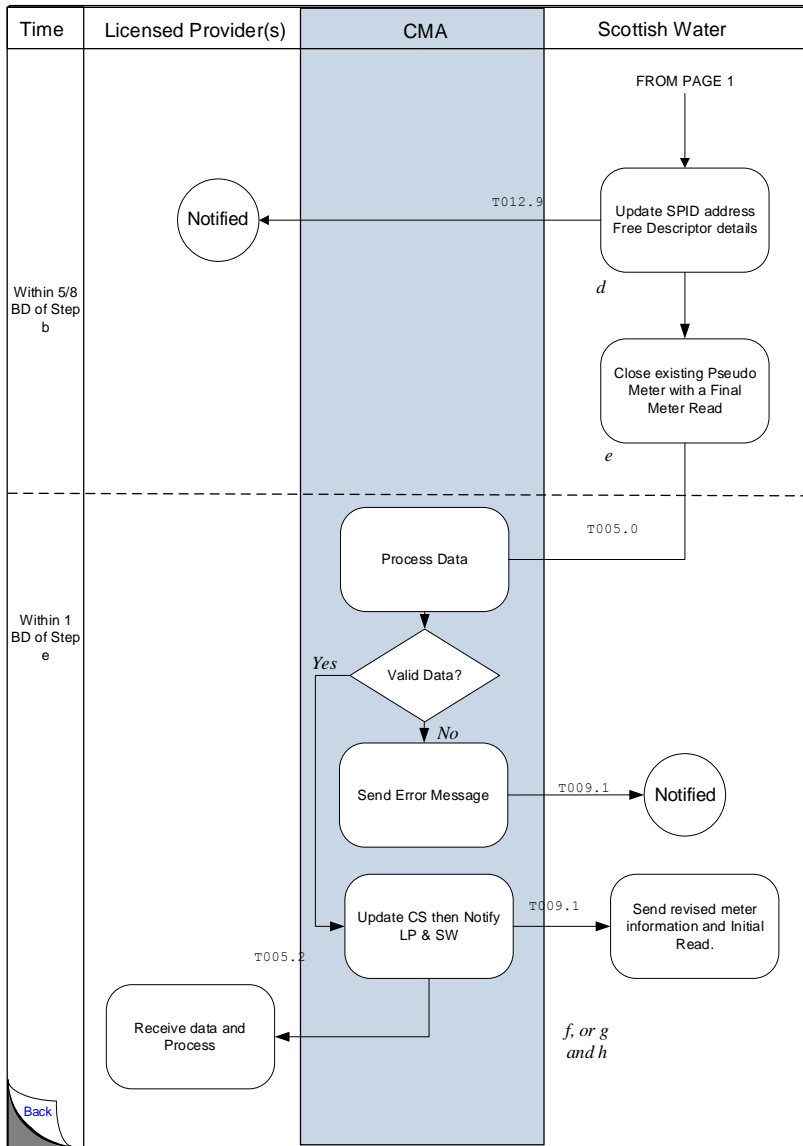 Time
Licensed Provider(s)
CMA
Scottish Water
FROM PAGE 1
T012.9
Notified
Update SPID address
Free Descriptor details
d
Within 5/8
BD of Step
b
Close existing Pseudo
Meter with a Final
Meter Read
e
T005.0
Process Data
Within 1
BD of Step
e
Yes
Valid Data?
No
Send Error Message
T009.1
Notified
Update CS then Notify
LP & SW
T009.1
Send revised meter
information and Initial
Read.
T005.2
Receive data and
Process
f, or g
and h
Back